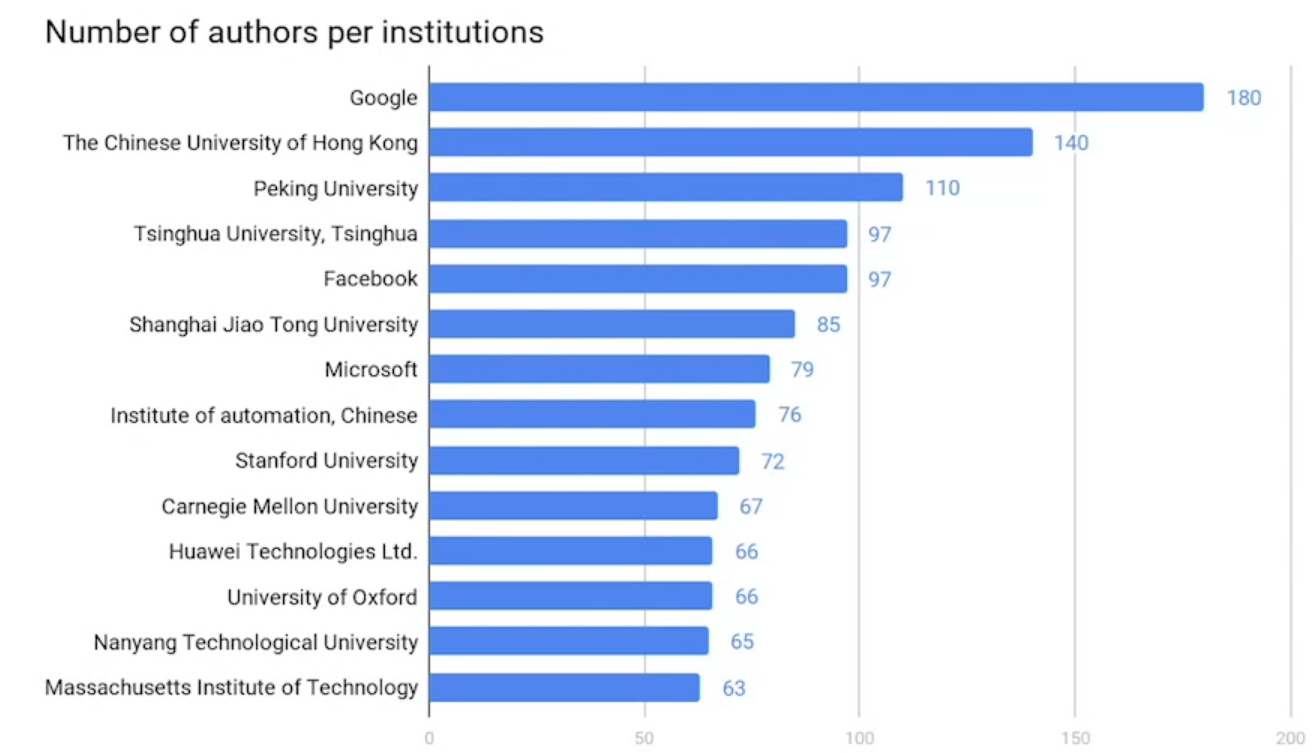 Number of authors per institutions
Google 180
The Chinese University of Hong Kong 140
Peking University 110
Tsinghua University, Tsinghua 97
Facebook 97
Shanghai Jiao Tong University 85
Microsoft 79
Institute of automation, Chinese 76
Stanford University 72
Carnegie Mellon University 67
Huawei Technologies Ltd. 66
University of Oxford 66
Nanyang Technological University 65
Massachusetts Institute of Technology 63
0 50 100 150 200